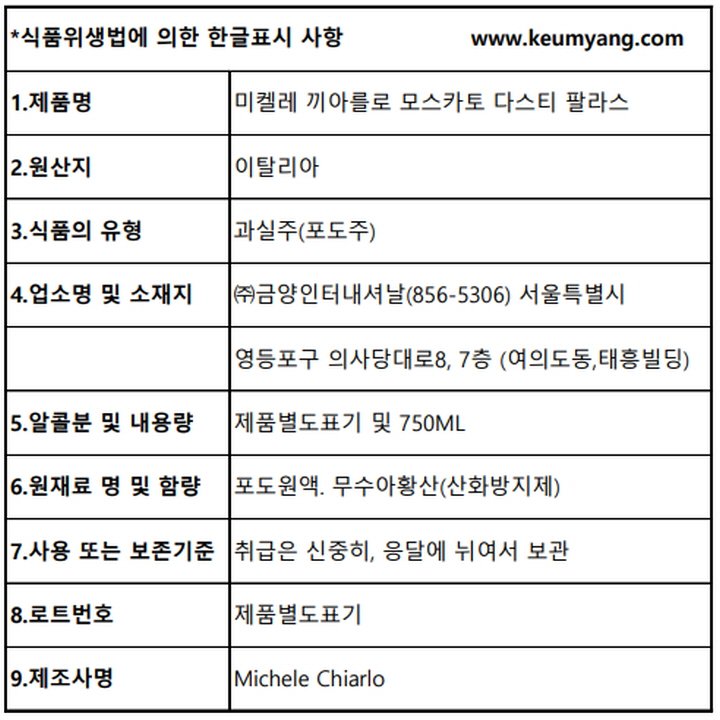 *식품위생법에 의한 한글표시 사항 www.keumyang.com
1.제품명 미켈레 끼아를로 모스카토 다스티 팔라스
2.원산지 이탈리아
3.식품의 유형 과실주(포도주)
4.업소명 및 소재지 ㈜금양인터내셔날(856-5306) 서울특별시
영등포구 의사당대로8, 7층 (여의도동,태흥빌딩)
5.알콜분 및 내용량 제품별도표기 및 750ML
6.원재료 명 및 함량 포도원액. 무수아황산(산화방지제)
7.사용 또는 보존기준 취급은 신중히, 응달에 뉘여서 보관
8.로트번호 제품별도표기
9.제조사명 Michele Chiarlo